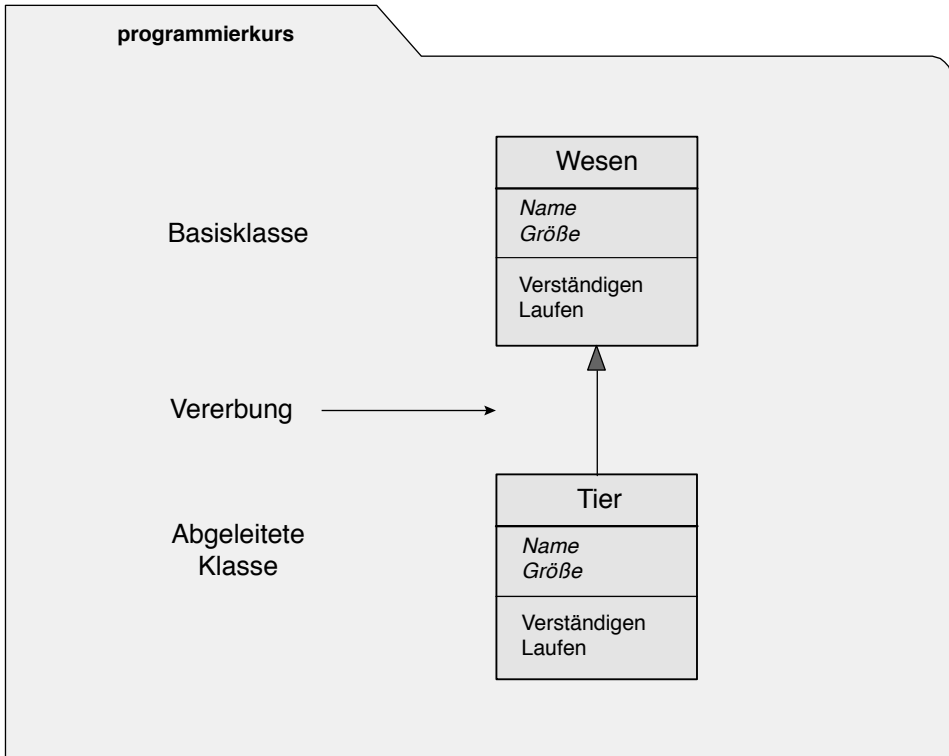 programmierkurs
Wesen
Name
Größe
Basisklasse
Verständigen
Laufen
Vererbung
Tier
Abgeleitete
Klasse
Name
Größe
Verständigen
Laufen